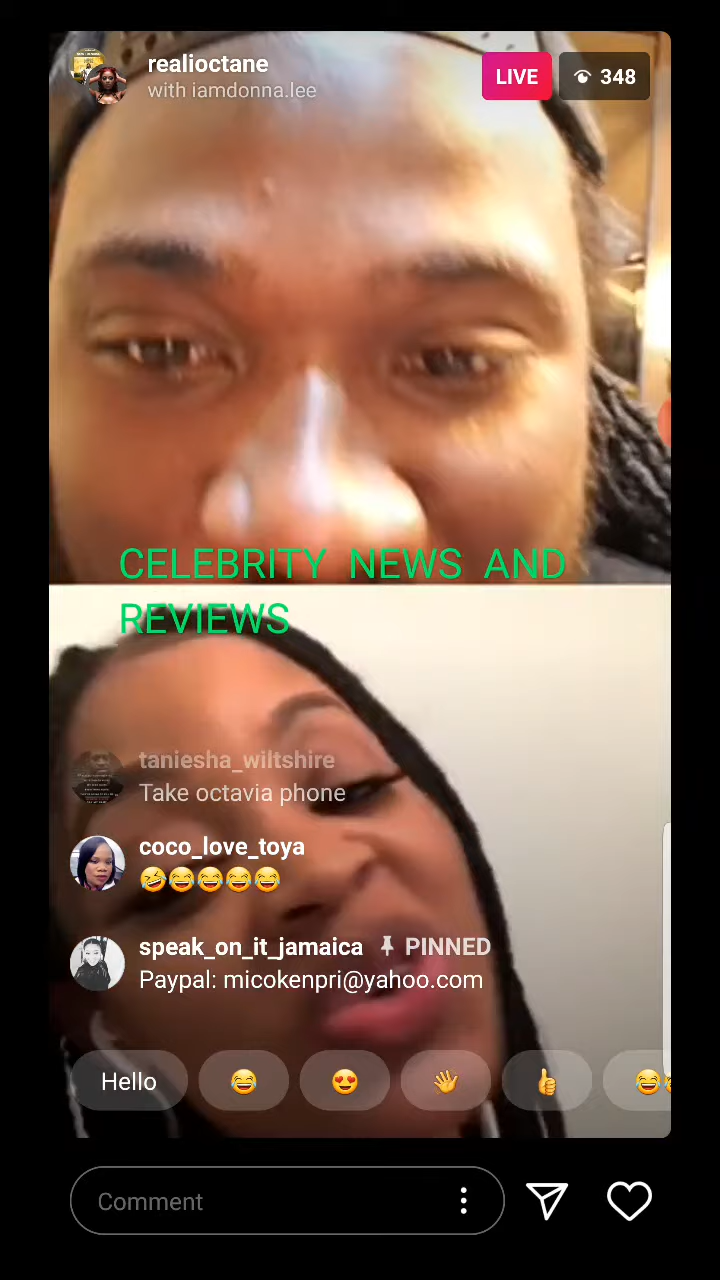 realioctane
with iamdonna.lee
LIVE
348
CELEBRITY NEWS AND
REVIEWS
taniesha_wiltshire
Take octavia phone
coco_love_toya
🤣😂😂😂😂
speak_on_it_jamaica PINNED
Paypal: micokenpri@yahoo.com
Hello
Comment